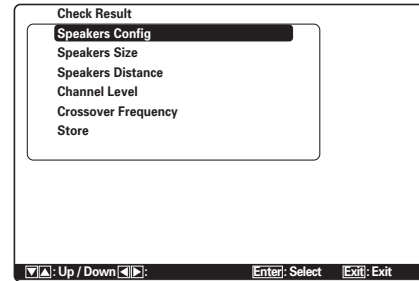 Check Result
Speakers Config
Speakers Size
Speakers Distance
Channel Level
Crossover Frequency
Store
▼▲: Up / Down ◀▶: Enter: Select Exit: Exit